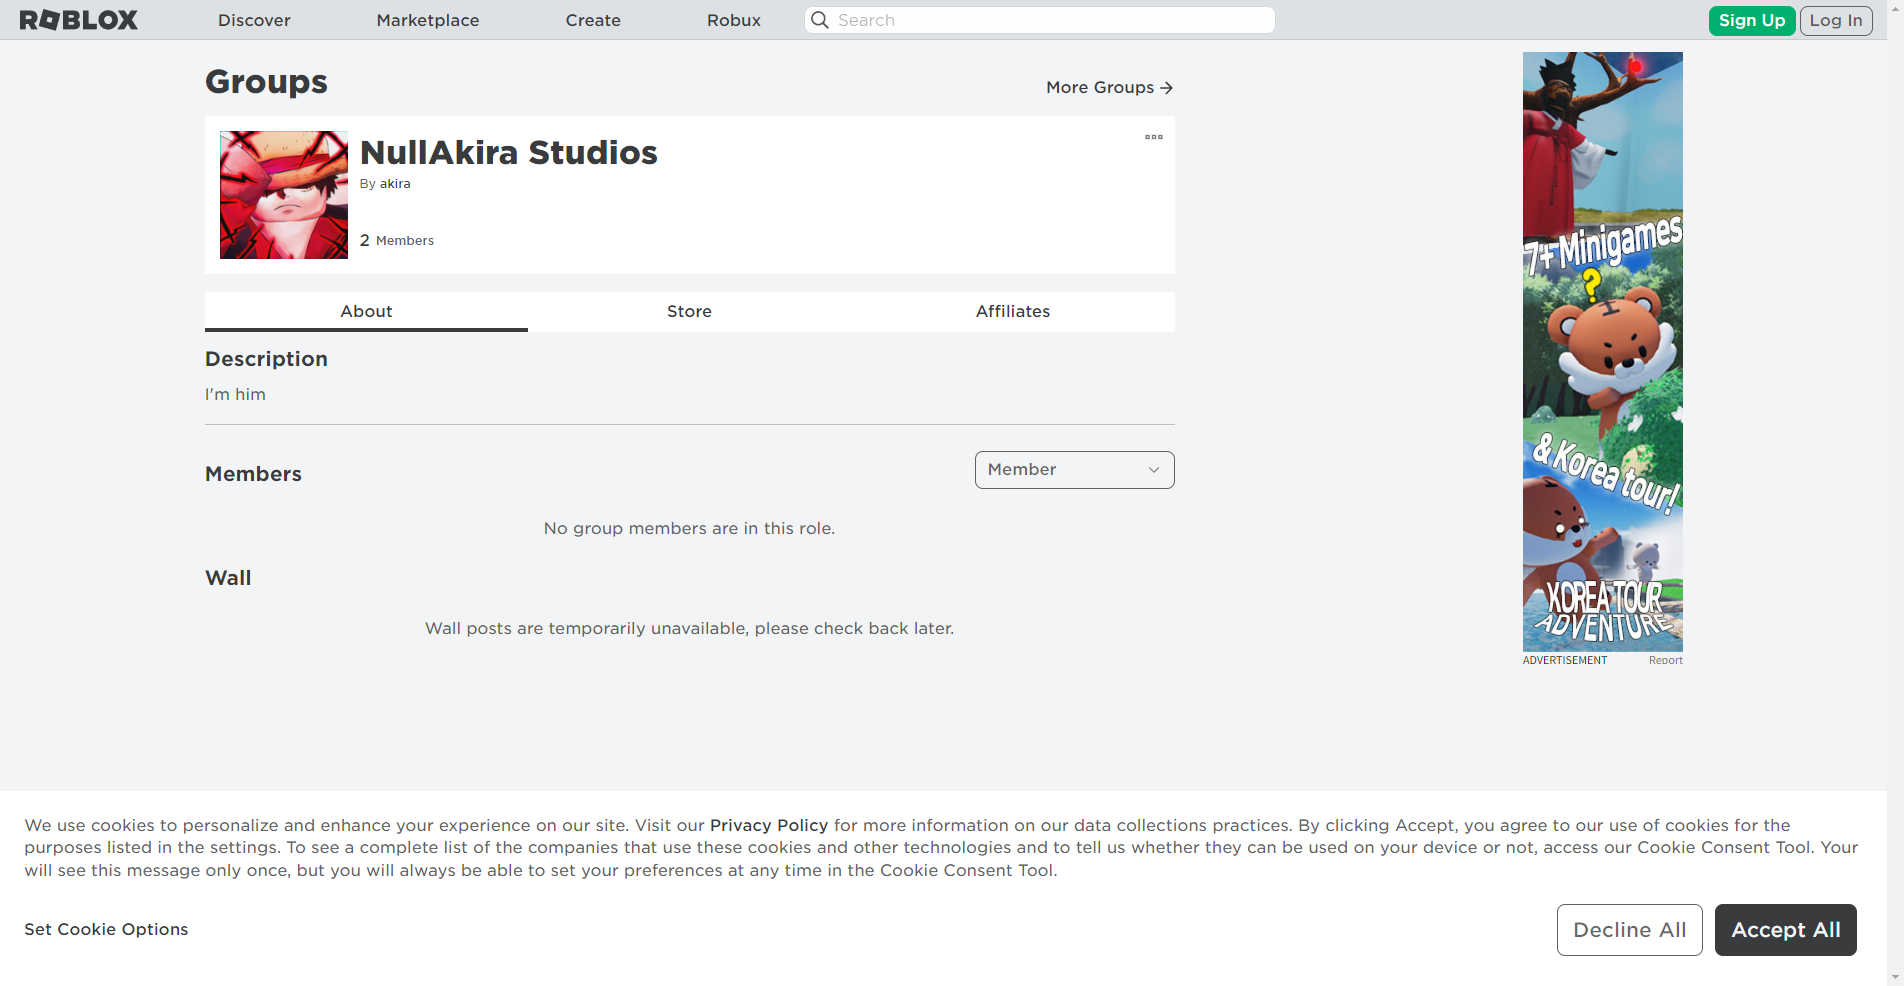 ROBLOX
Discover
Marketplace
Create
Robux
Search
Sign Up
Log In
Groups
More Groups
NullAkira Studios
By akira
2 Members
About
Store
Affiliates
Description
I'm him
Members
Member
No group members are in this role.
Wall
Wall posts are temporarily unavailable, please check back later.
7+ Minigames
?
& Korea tour!
KOREA TOUR
ADVENTURE
ADVERTISEMENT
Report
We use cookies to personalize and enhance your experience on our site. Visit our Privacy Policy for more information on our data collections practices. By clicking Accept, you agree to our use of cookies for the
purposes listed in the settings. To see a complete list of the companies that use these cookies and other technologies and to tell us whether they can be used on your device or not, access our Cookie Consent Tool. Your
will see this message only once, but you will always be able to set your preferences at any time in the Cookie Consent Tool.
Set Cookie Options
Decline All
Accept All